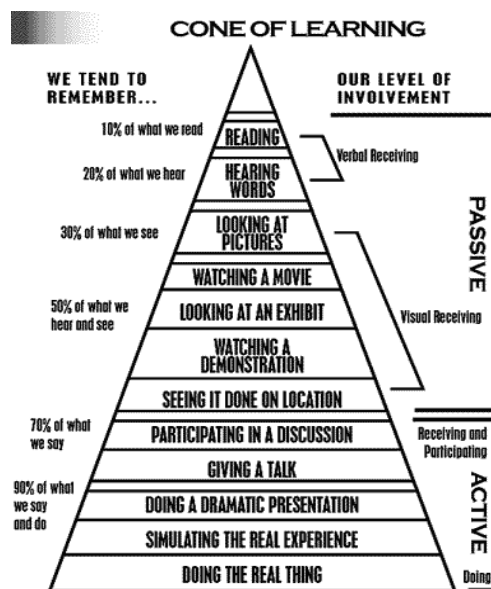 CONE OF LEARNING
WE TEND TO
REMEMBER...
OUR LEVEL OF
INVOLVEMENT
10% of what we read
READING
Verbal Receiving
20% of what we hear
HEARING
WORDS
30% of what we see
LOOKING AT
PICTURES
PASSIVE
WATCHING A MOVIE
50% of what we
hear and see
LOOKING AT AN EXHIBIT
Visual Receiving
WATCHING A
DEMONSTRATION
SEEING IT DONE ON LOCATION
70% of what
we say
PARTICIPATING IN A DISCUSSION
Receiving and
Participating
GIVING A TALK
90% of what
we say
and do
DOING A DRAMATIC PRESENTATION
ACTIVE
SIMULATING THE REAL EXPERIENCE
DOING THE REAL THING
Doing